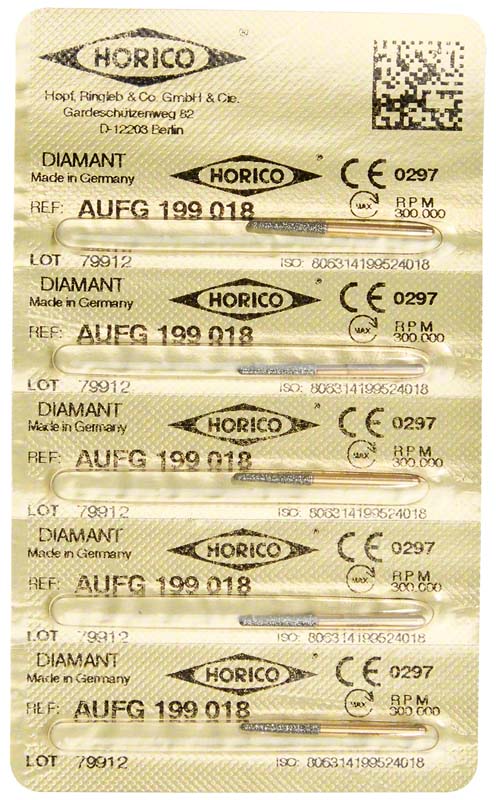 HORICO ®
Hopf, Ringleb & Co. GmbH & Cie.
Gardeschützenweg 82
D-12203 Berlin
DIAMANT HORICO ® CE 0297
Made in Germany
REF: AUFG 199 018 MAX RPM 300.000
LOT 79912 ISO: 806314199524018
DIAMANT HORICO ® CE 0297
Made in Germany
REF: AUFG 199 018 MAX RPM 300.000
LOT 79912 ISO: 806314199524018
DIAMANT HORICO ® CE 0297
Made in Germany
REF: AUFG 199 018 MAX RPM 300.000
LOT 79912 ISO: 806314199524018
DIAMANT HORICO ® CE 0297
Made in Germany
REF: AUFG 199 018 MAX RPM 300.000
LOT 79912 ISO: 806314199524018
DIAMANT HORICO ® CE 0297
Made in Germany
REF: AUFG 199 018 MAX RPM 300.000
LOT 79912 ISO: 806314199524018